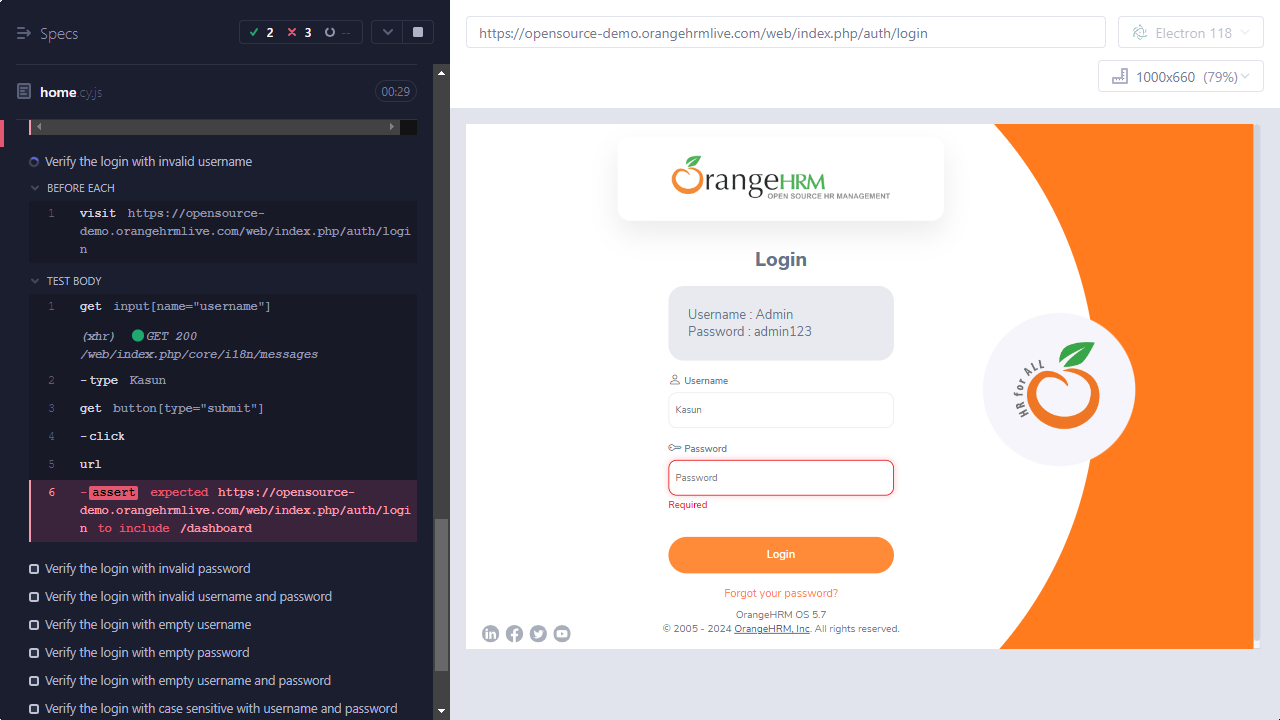 Specs
2
3
--
home.cy.js
00:29
Verify the login with invalid username
BEFORE EACH
1 visit https://opensource-
demo.orangehrmlive.com/web/index.php/auth/logi
n
TEST BODY
1 get input[name="username"]
(xhr) GET 200
/web/index.php/core/i18n/messages
2 -type Kasun
3 get button[type="submit"]
4 -click
5 url
6 -assert expected https://opensource-
demo.orangehrmlive.com/web/index.php/auth/logi
n to include /dashboard
Verify the login with invalid password
Verify the login with invalid username and password
Verify the login with empty username
Verify the login with empty password
Verify the login with empty username and password
Verify the login with case sensitive with username and password
https://opensource-demo.orangehrmlive.com/web/index.php/auth/login
Electron 118
1000x660 (79%)
OrangeHRM
OPEN SOURCE HR MANAGEMENT
Login
Username : Admin
Password : admin123
Username
Kasun
Password
Password
Required
Login
Forgot your password?
OrangeHRM OS 5.7
© 2005 - 2024 OrangeHRM, Inc. All rights reserved.
HR for ALL